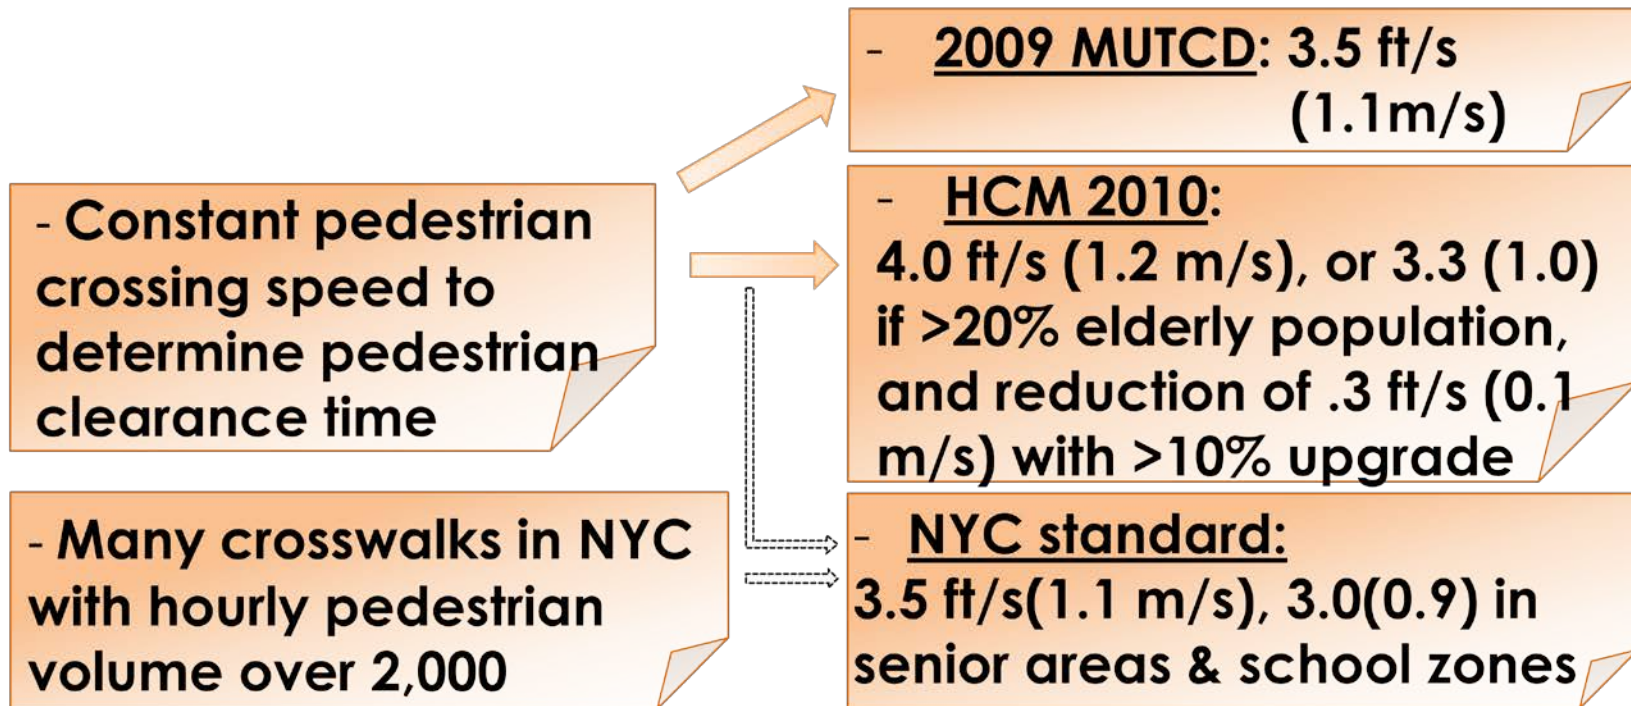 - Constant pedestrian
crossing speed to
determine pedestrian
clearance time
- Many crosswalks in NYC
with hourly pedestrian
volume over 2,000
- 2009 MUTCD: 3.5 ft/s
(1.1m/s)
- HCM 2010:
4.0 ft/s (1.2 m/s), or 3.3 (1.0)
if >20% elderly population,
and reduction of .3 ft/s (0.1
m/s) with >10% upgrade
- NYC standard:
3.5 ft/s(1.1 m/s), 3.0(0.9) in
senior areas & school zones